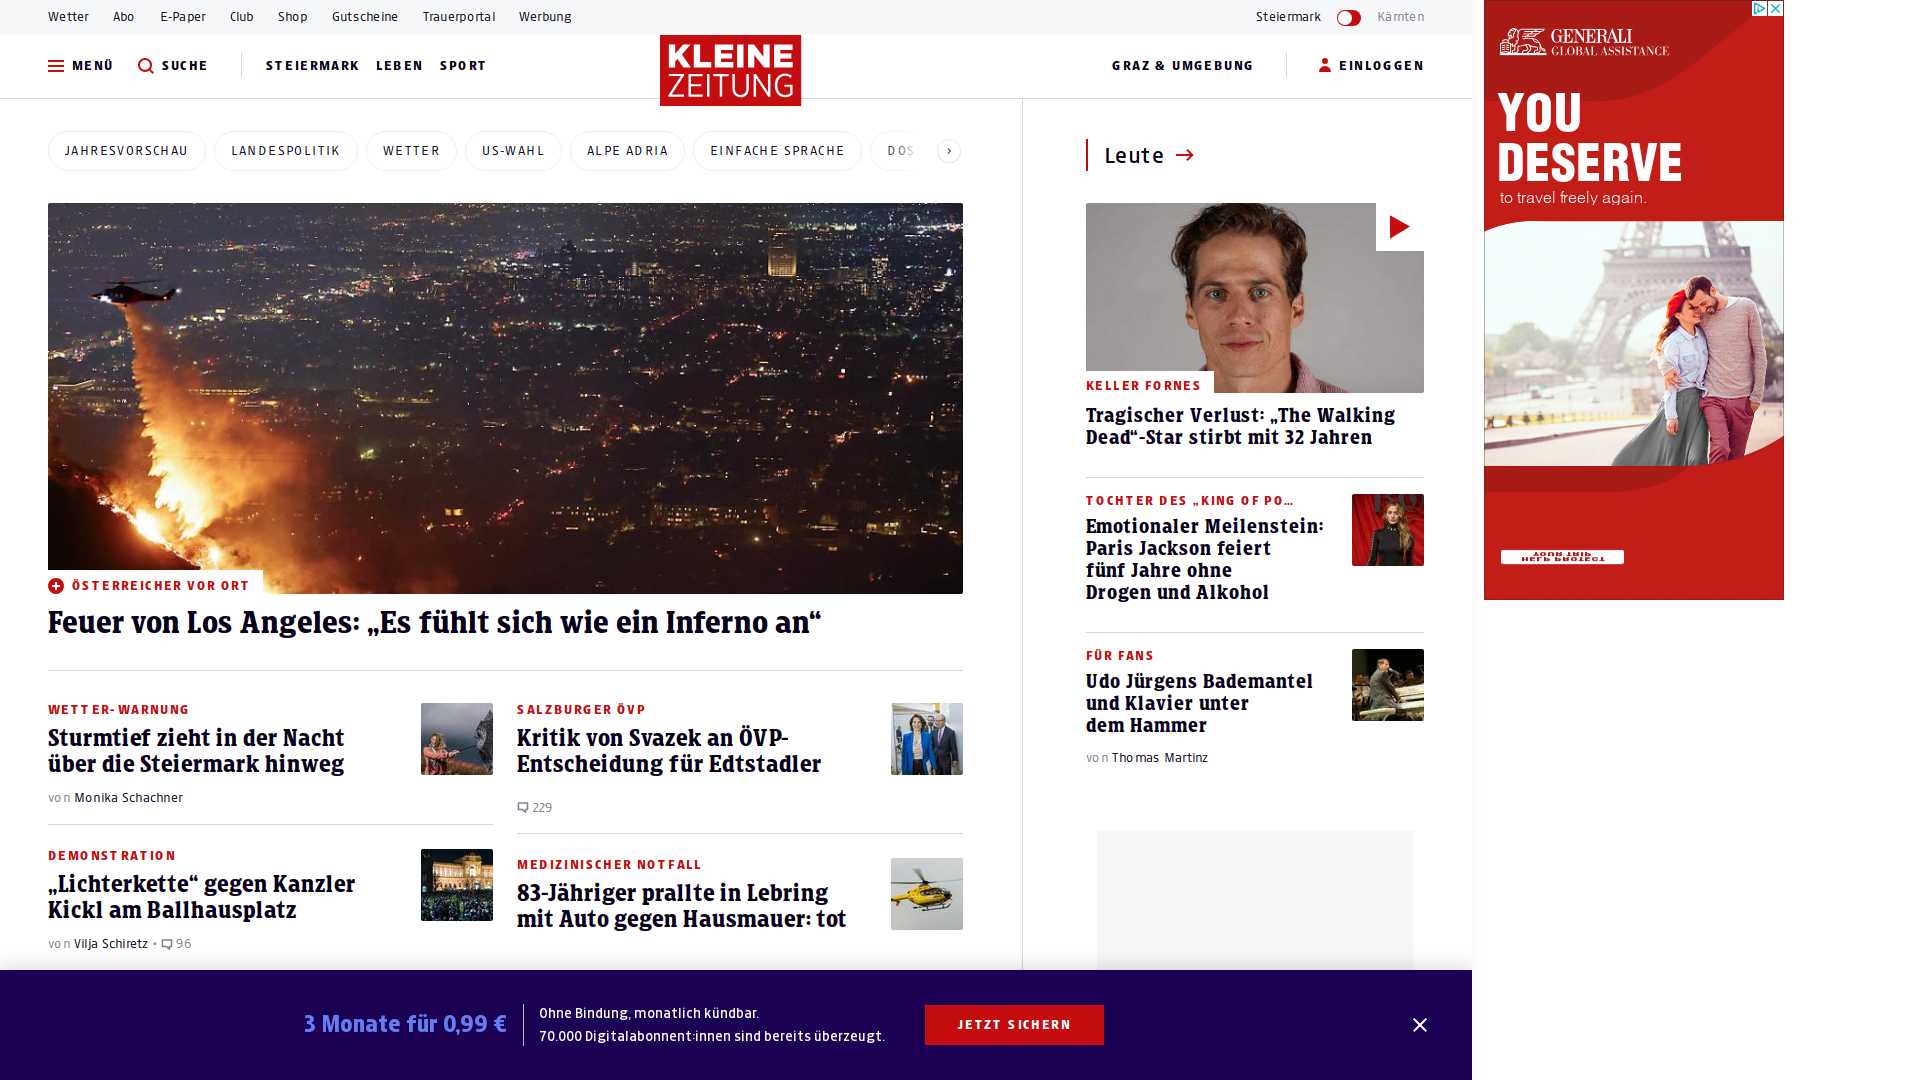 Wetter Abo E-Paper Club Shop Gutscheine Trauerportal Werbung
Steiermark Kärnten
MENÜ SUCHE STEIERMARK LEBEN SPORT
KLEINE
ZEITUNG
GRAZ & UMGEBUNG EINLOGGEN
JAHRESVORSCHAU LANDESPOLITIK WETTER US-WAHL ALPE ADRIA EINFACHE SPRACHE DOS
ÖSTERREICHER VOR ORT
Feuer von Los Angeles: „Es fühlt sich wie ein Inferno an“
WETTER-WARNUNG
Sturmtief zieht in der Nacht
über die Steiermark hinweg
von Monika Schachner
DEMONSTRATION
„Lichterkette“ gegen Kanzler
Kickl am Ballhausplatz
von Vilja Schiretz • 96
SALZBURGER ÖVP
Kritik von Svazek an ÖVP-
Entscheidung für Edtstadler
229
MEDIZINISCHER NOTFALL
83-Jähriger prallte in Lebring
mit Auto gegen Hausmauer: tot
Leute
KELLER FORNES
Tragischer Verlust: „The Walking
Dead“-Star stirbt mit 32 Jahren
TOCHTER DES „KING OF PO…
Emotionaler Meilenstein:
Paris Jackson feiert
fünf Jahre ohne
Drogen und Alkohol
FÜR FANS
Udo Jürgens Bademantel
und Klavier unter
dem Hammer
von Thomas Martinz
GENERALI
GLOBAL ASSISTANCE
YOU
DESERVE
to travel freely again.
HELP PROTECT
YOUR TRIP
3 Monate für 0,99 €
Ohne Bindung, monatlich kündbar.
70.000 Digitalabonnent:innen sind bereits überzeugt.
JETZT SICHERN